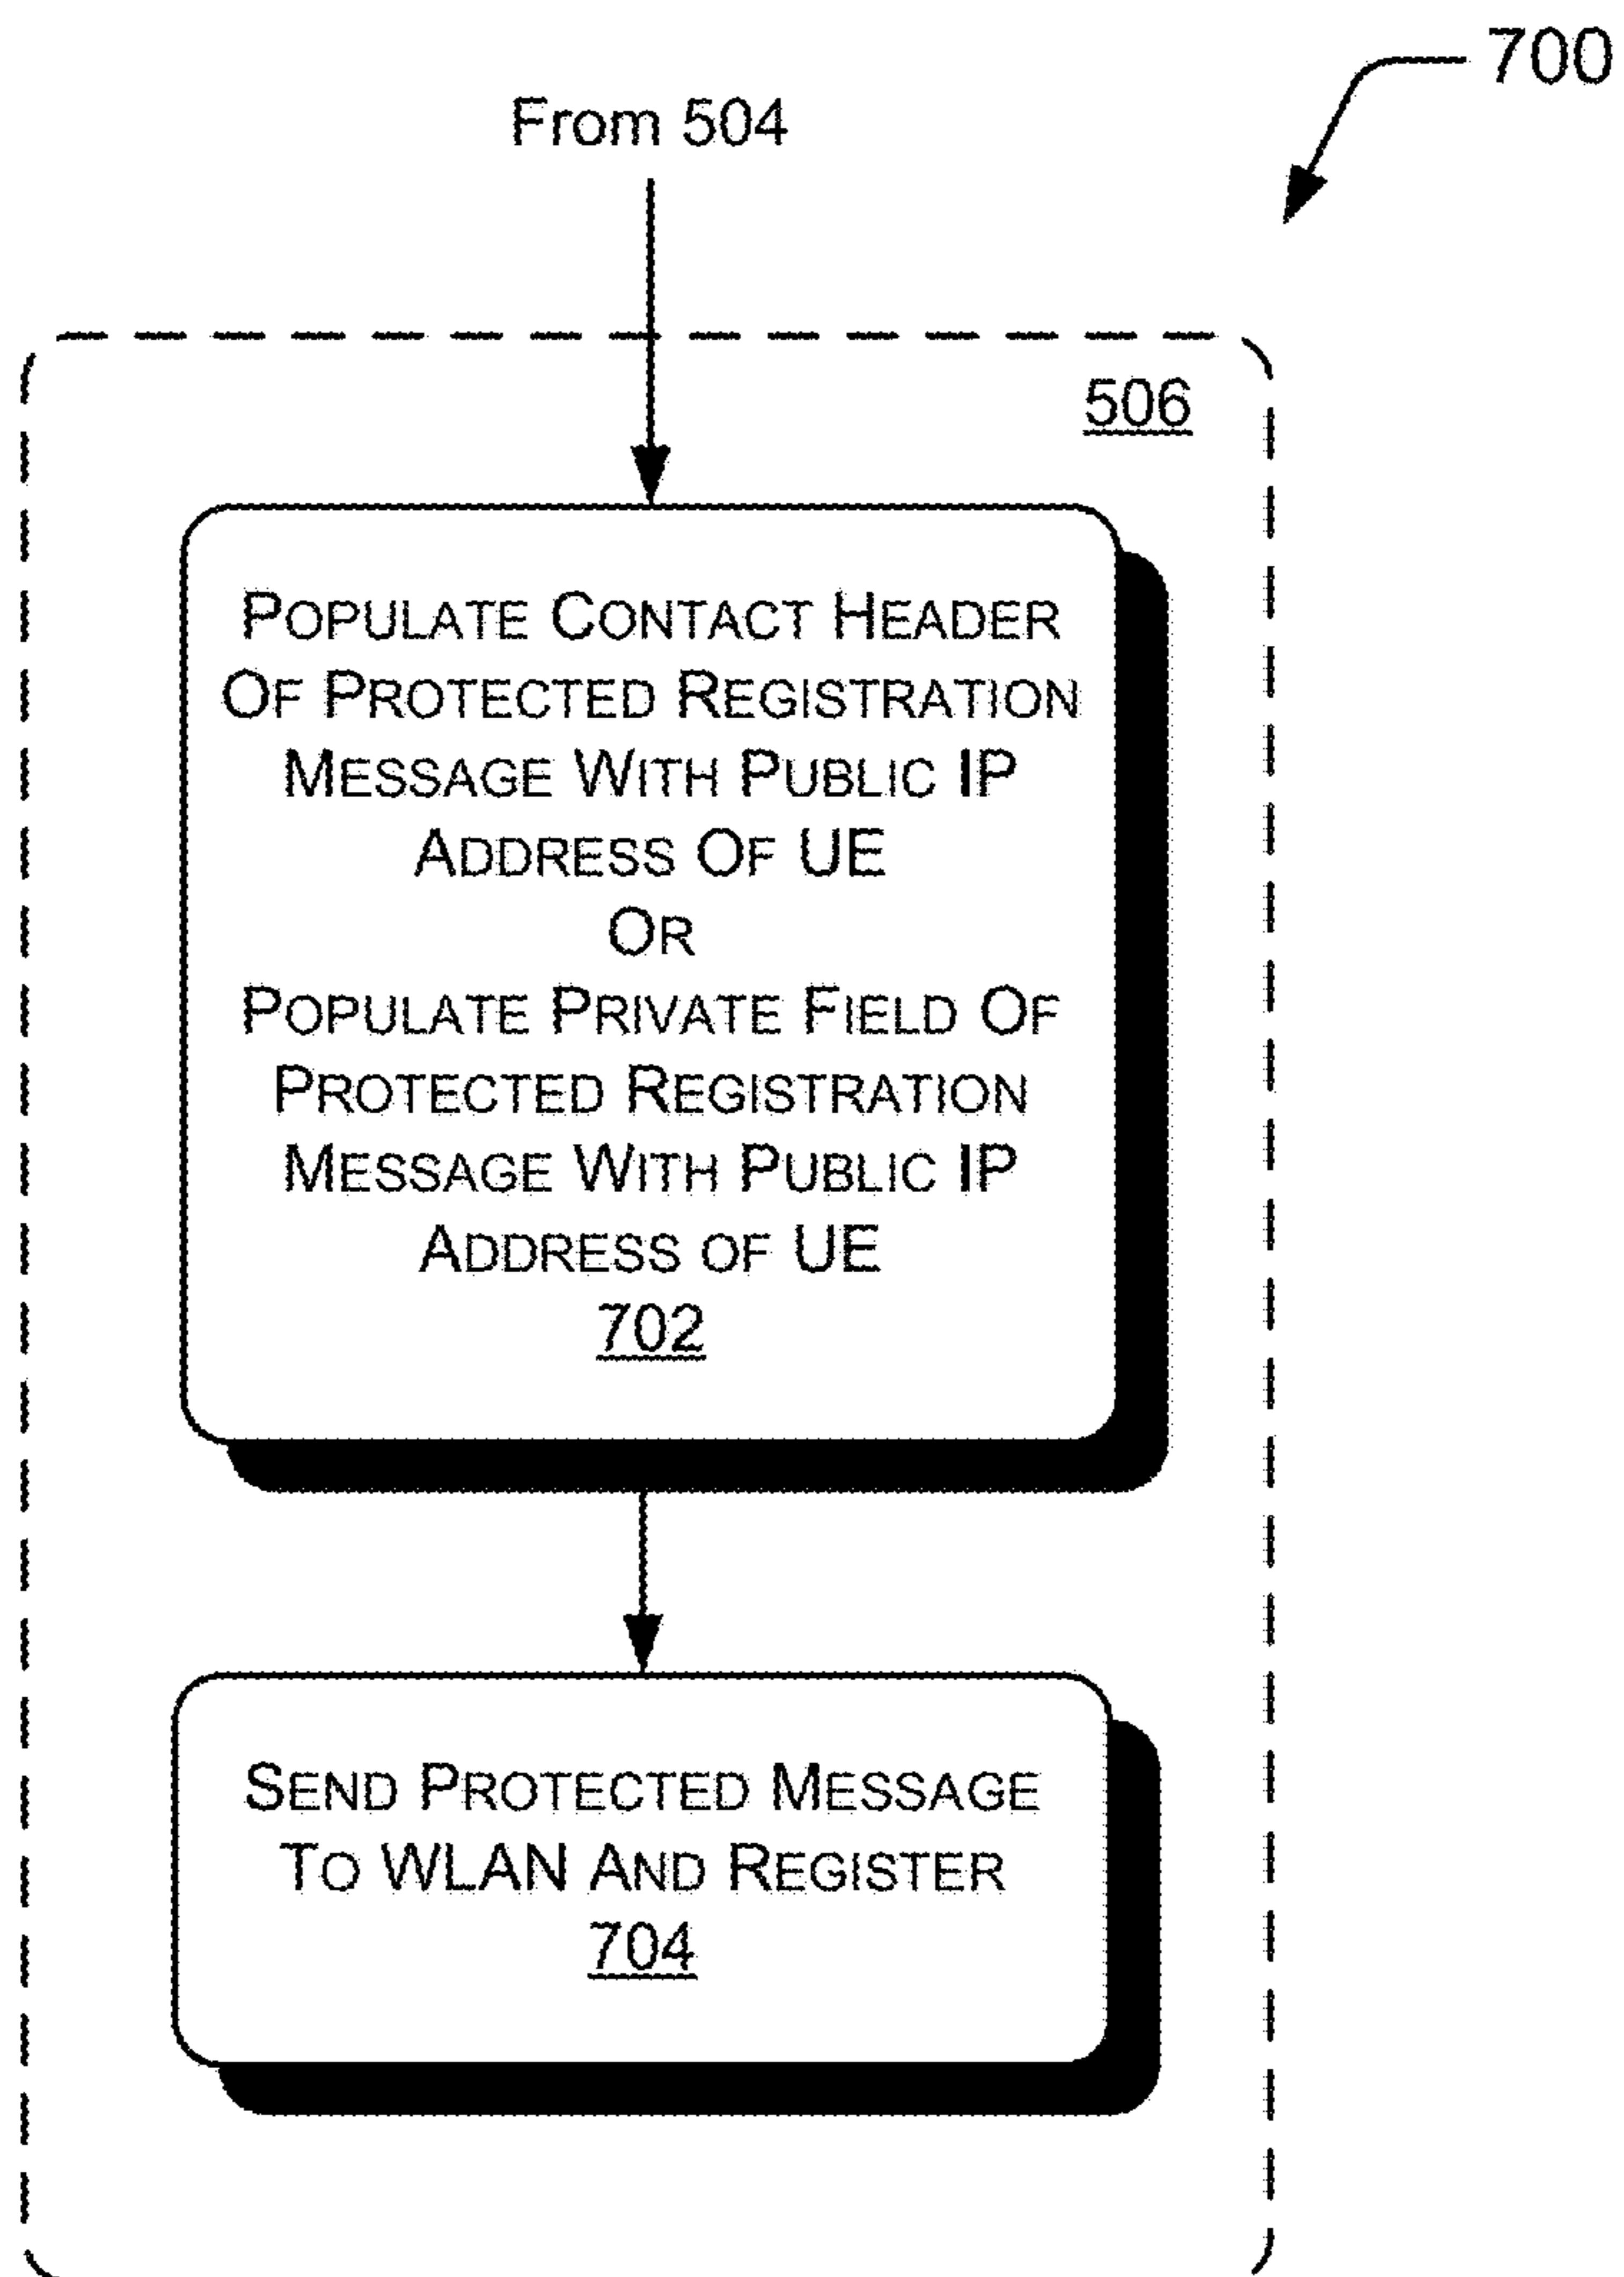 700
From 504
506
POPULATE CONTACT HEADER
OF PROTECTED REGISTRATION
MESSAGE WITH PUBLIC IP
ADDRESS OF UE
OR
POPULATE PRIVATE FIELD OF
PROTECTED REGISTRATION
MESSAGE WITH PUBLIC IP
ADDRESS OF UE
702
SEND PROTECTED MESSAGE
TO WLAN AND REGISTER
704